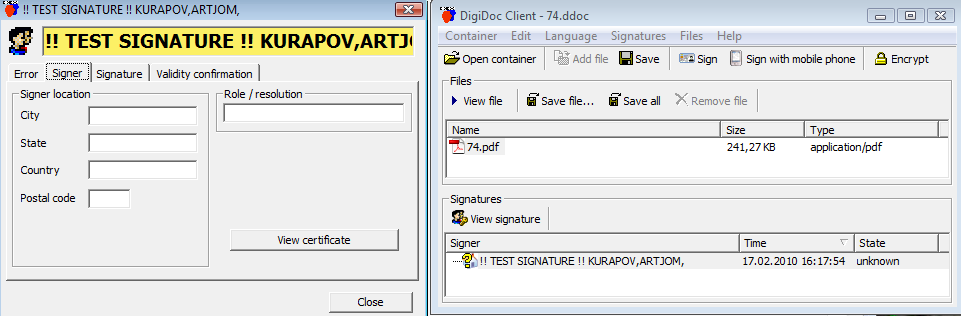 !! TEST SIGNATURE !! KURAPOV,ARTJOM,
!! TEST SIGNATURE !! KURAPOV,ARTJO
Error Signer Signature Validity confirmation
Signer location
City
State
Country
Postal code
Role / resolution
View certificate
Close
DigiDoc Client - 74.ddoc
Container Edit Language Signatures Files Help
Open container Add file Save Sign Sign with mobile phone Encrypt
Files
View file Save file... Save all Remove file
Name Size Type
74.pdf 241,27 KB application/pdf
Signatures
View signature
Signer Time State
!! TEST SIGNATURE !! KURAPOV,ARTJOM, 17.02.2010 16:17:54 unknown